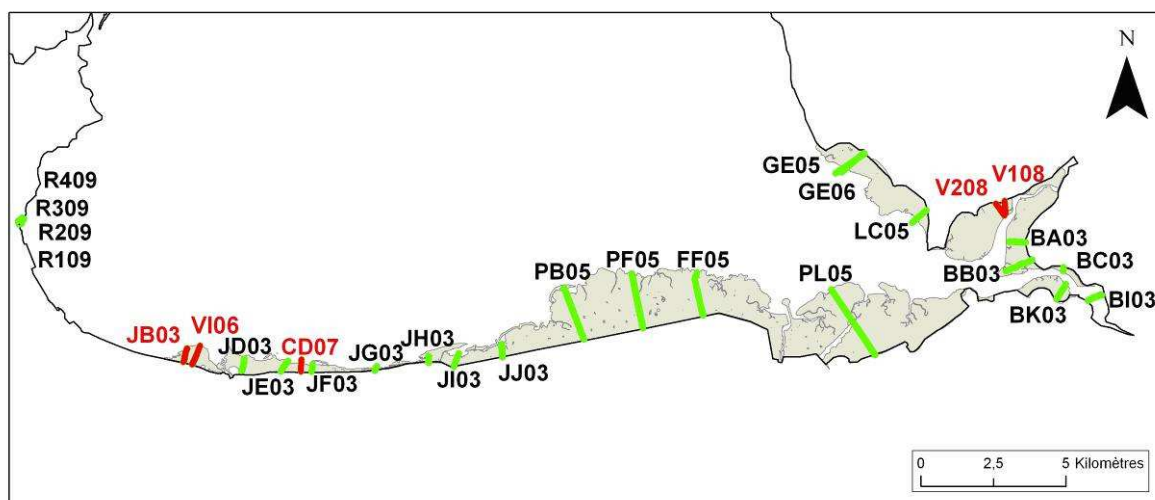 N
V108
V208
GE05
GE06
R409
R309
R209
R109
LC05
BA03
BB03
BC03
BI03
BK03
PB05
PF05
FF05
PL05
JB03
VI06
JD03
CD07
JG03
JH03
JE03
JF03
JI03
JJ03
0 2,5 5 Kilomètres